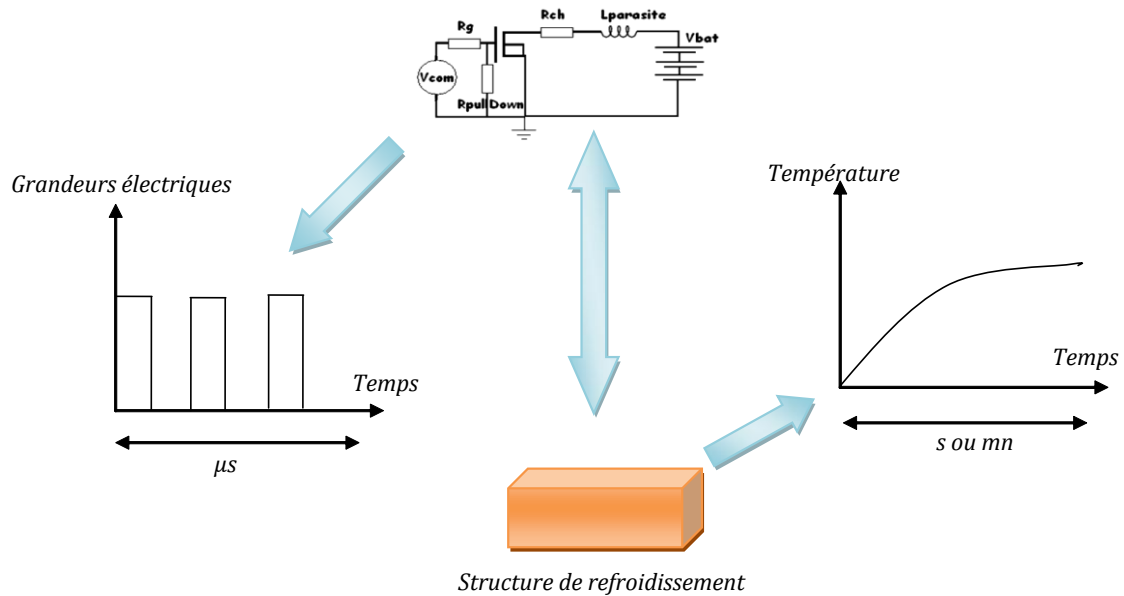 Rg
Rch
Lparasite
Vbat
Vcom
RpullDown
Grandeurs électriques
Temps
µs
Température
Temps
s ou mn
Structure de refroidissement